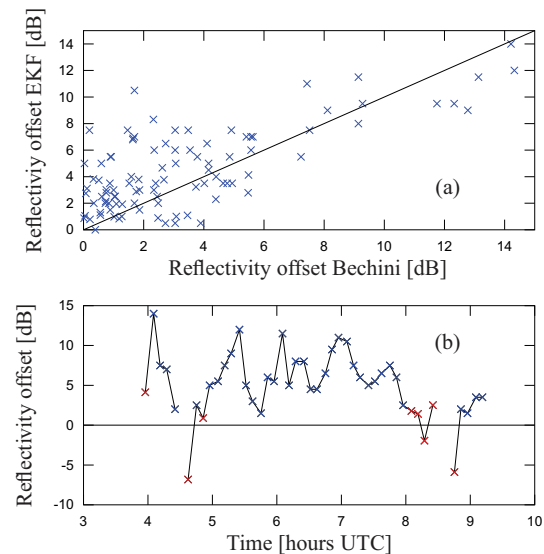 Reflectivity offset EKF [dB]
14
12
10
8
6
4
2
0
(a)
0 2 4 6 8 10 12 14
Reflectivity offset Bechini [dB]
Reflectivity offset [dB]
15
10
5
0
-5
-10
(b)
3 4 5 6 7 8 9 10
Time [hours UTC]